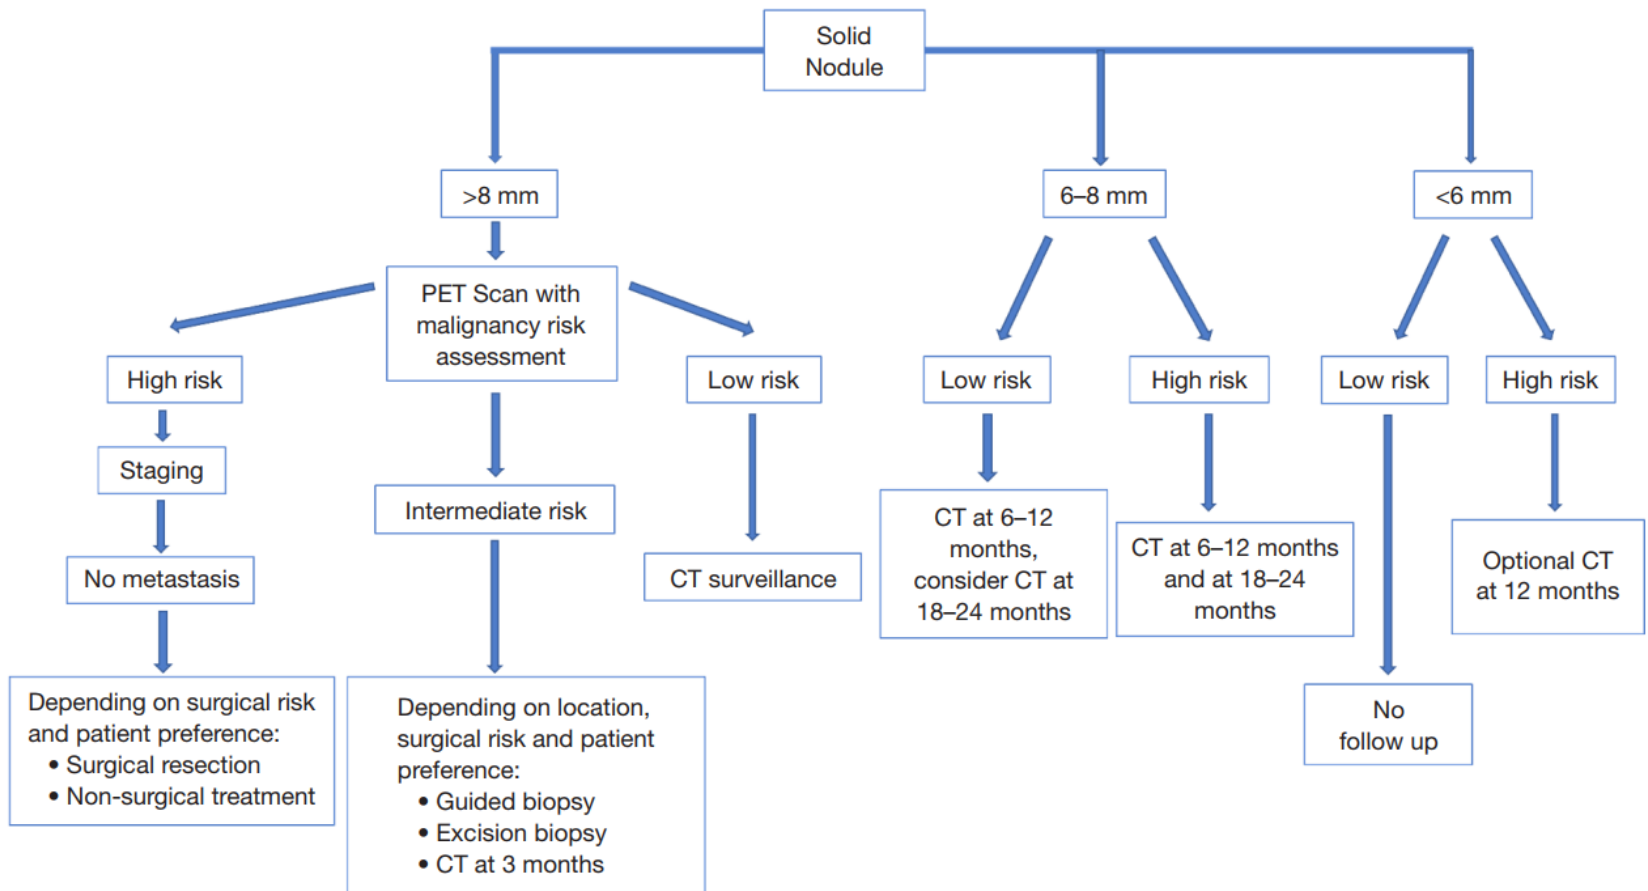 Solid
Nodule
>8 mm
6–8 mm
<6 mm
PET Scan with
malignancy risk
assessment
High risk
Low risk
Low risk
High risk
Low risk
High risk
Staging
Intermediate risk
No metastasis
CT surveillance
CT at 6–12
months,
consider CT at
18–24 months
CT at 6–12 months
and at 18–24
months
Optional CT
at 12 months
No
follow up
Depending on surgical risk
and patient preference:
• Surgical resection
• Non-surgical treatment
Depending on location,
surgical risk and patient
preference:
• Guided biopsy
• Excision biopsy
• CT at 3 months